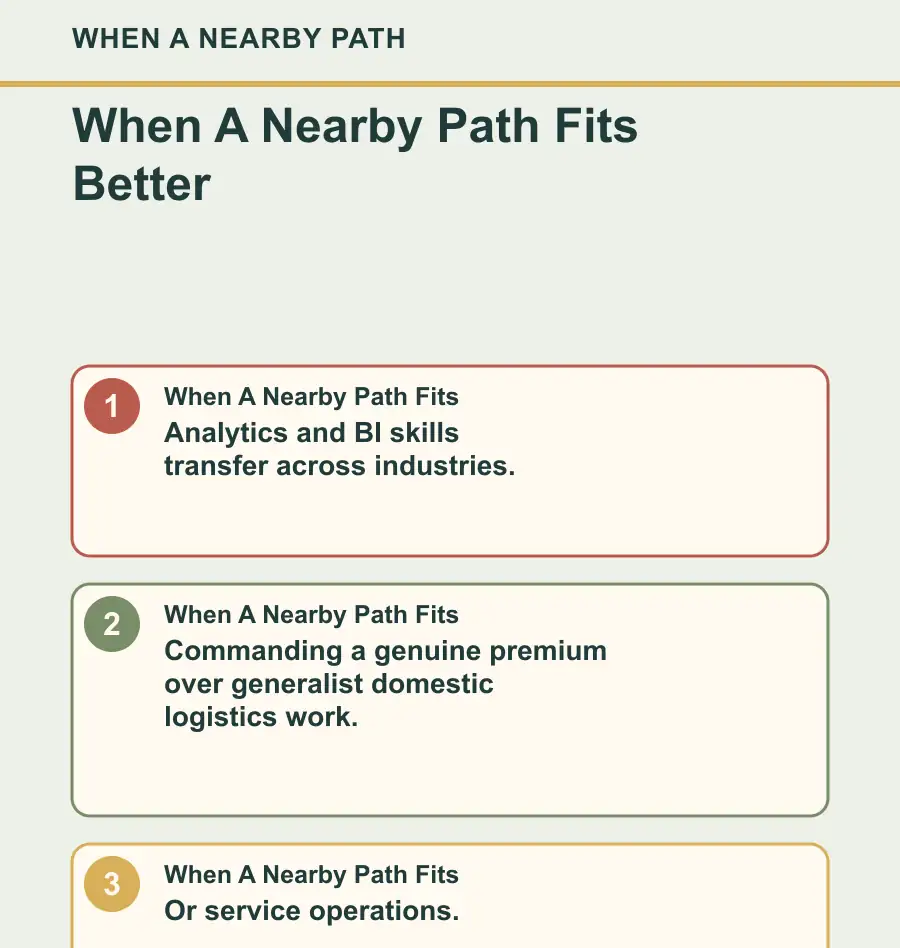 WHEN A NEARBY PATH
When A Nearby Path Fits
Better
1
When A Nearby Path Fits
Analytics and BI skills
transfer across industries.
2
When A Nearby Path Fits
Commanding a genuine premium
over generalist domestic
logistics work.
3
When A Nearby Path Fits
Or service operations.